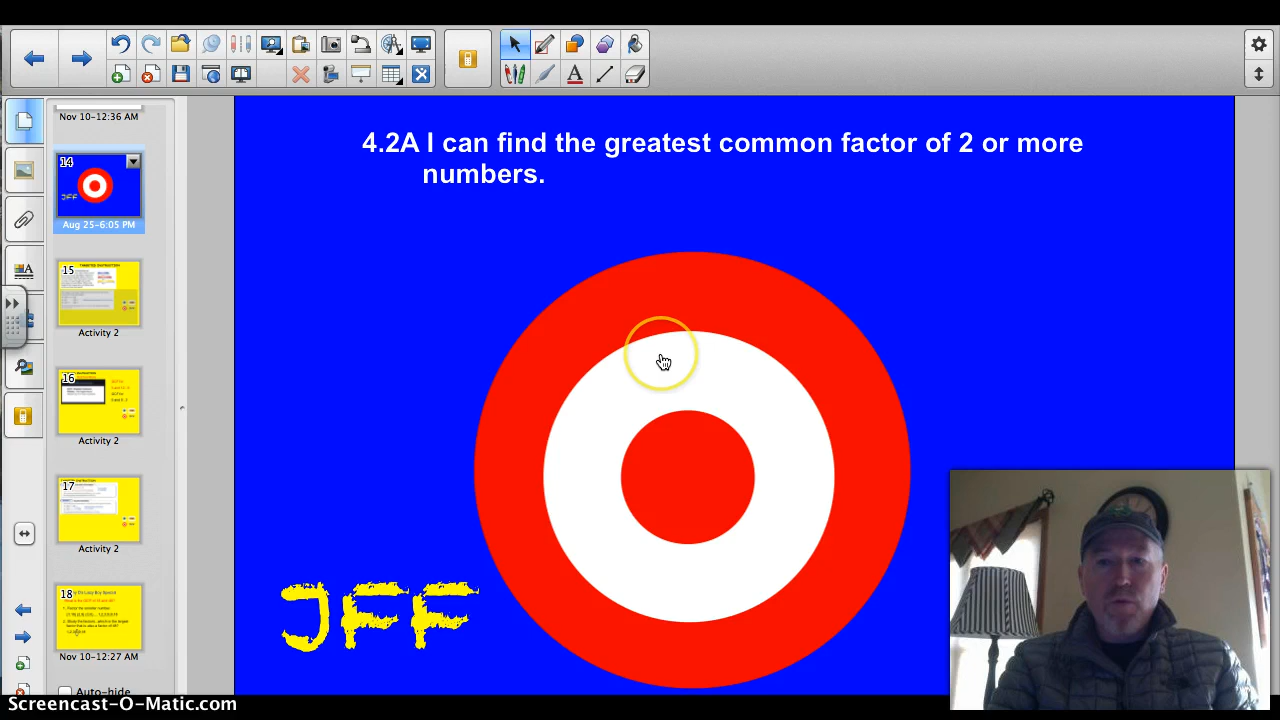 Nov 10-12:36 AM
14
JFF
Aug 25-6:05 PM
15
Activity 2
16
Activity 2
17
Activity 2
18
Nov 10-12:27 AM
Auto-hide
4.2A I can find the greatest common factor of 2 or more
numbers.
JFF
Screencast-O-Matic.com